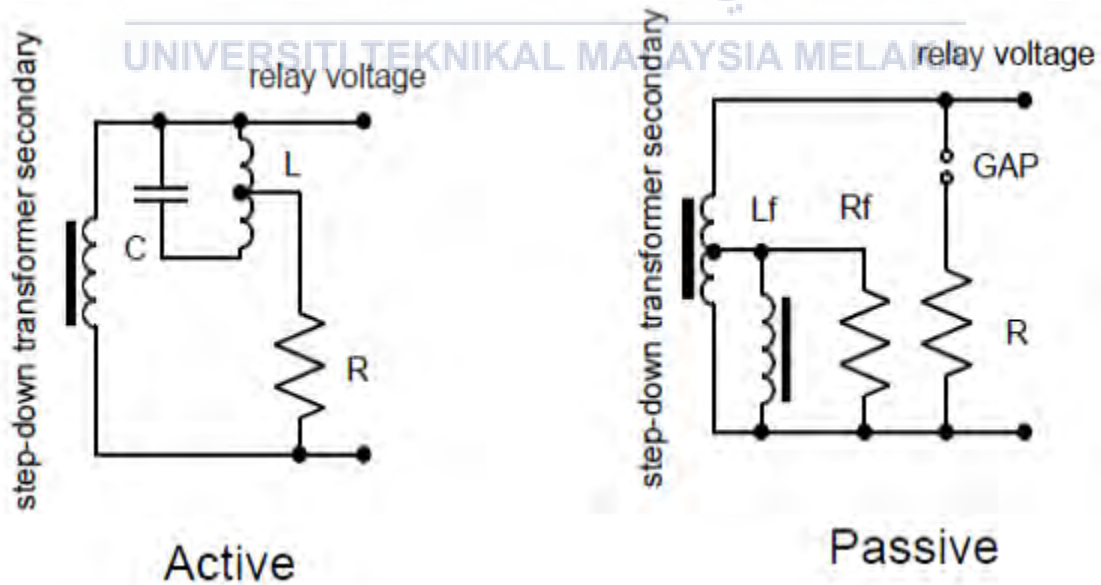 UNIVERSITI TEKNIKAL MALAYSIA MELAKA
step-down transformer secondary
relay voltage
C
L
R
Active
step-down transformer secondary
relay voltage
GAP
Lf
Rf
R
Passive